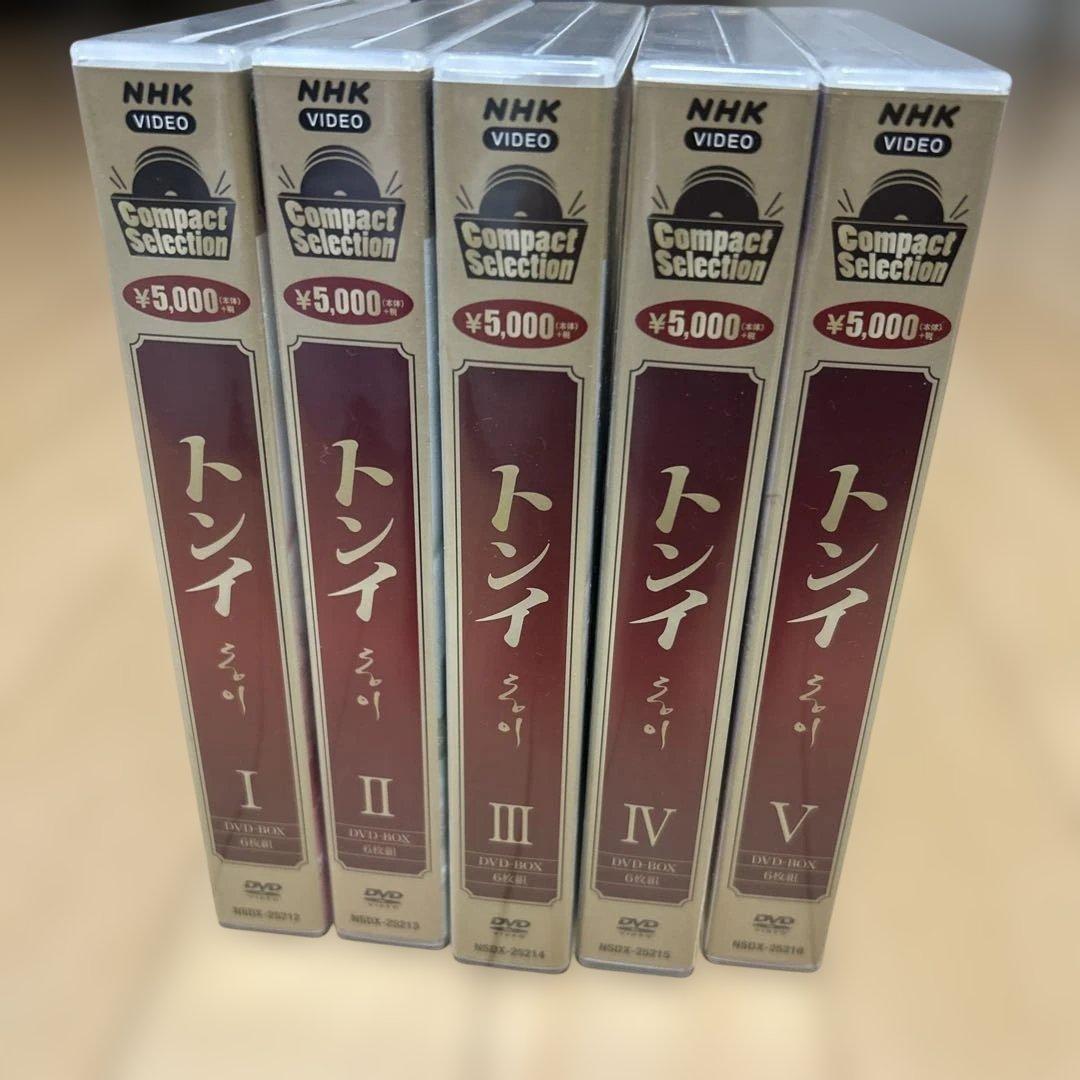 NHK
VIDEO
Compact
Selection
¥5,000(本体)+税
トンイ
동이
I
DVD-BOX
6枚組
DVD
VIDEO
NSDX-25212
NHK
VIDEO
Compact
Selection
¥5,000(本体)+税
トンイ
동이
II
DVD-BOX
6枚組
DVD
VIDEO
NSDX-25213
NHK
VIDEO
Compact
Selection
¥5,000(本体)+税
トンイ
동이
III
DVD-BOX
6枚組
DVD
VIDEO
NSDX-25214
NHK
VIDEO
Compact
Selection
¥5,000(本体)+税
トンイ
동이
IV
DVD-BOX
6枚組
DVD
VIDEO
NSDX-25215
NHK
VIDEO
Compact
Selection
¥5,000(本体)+税
トンイ
동이
V
DVD-BOX
6枚組
DVD
VIDEO
NSDX-25216